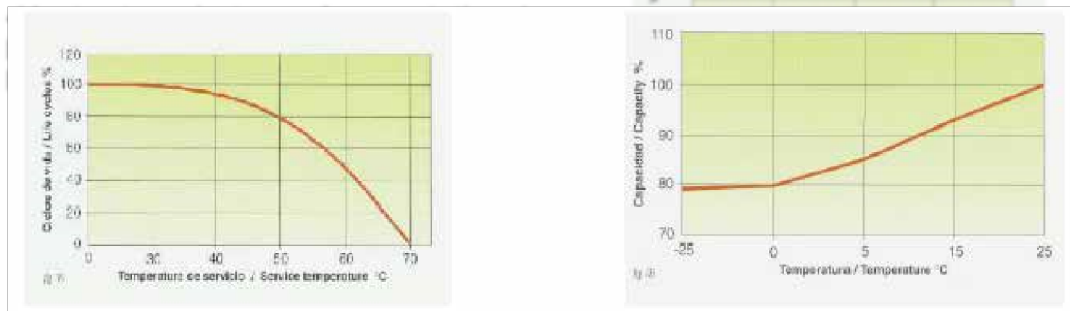 120
100
80
60
40
20
0
0 30 40 50 60 70
Ciclos de vida / Life cycles %
Temperatura de servicio / Service temperature °C
110
100
90
80
70
-25 0 5 15 25
Capacidad / Capacity %
Temperatura / Temperature °C